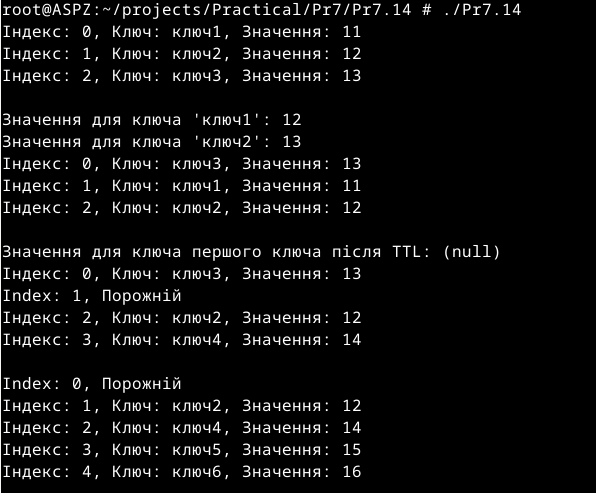 root@ASPZ:~/projects/Practical/Pr7/Pr7.14 # ./Pr7.14
Індекс: 0, Ключ: ключ1, Значення: 11
Індекс: 1, Ключ: ключ2, Значення: 12
Індекс: 2, Ключ: ключ3, Значення: 13
Значення для ключа 'ключ1': 12
Значення для ключа 'ключ2': 13
Індекс: 0, Ключ: ключ3, Значення: 13
Індекс: 1, Ключ: ключ1, Значення: 11
Індекс: 2, Ключ: ключ2, Значення: 12
Значення для ключа першого ключа після TTL: (null)
Індекс: 0, Ключ: ключ3, Значення: 13
Index: 1, Порожній
Індекс: 2, Ключ: ключ2, Значення: 12
Індекс: 3, Ключ: ключ4, Значення: 14
Index: 0, Порожній
Індекс: 1, Ключ: ключ2, Значення: 12
Індекс: 2, Ключ: ключ4, Значення: 14
Індекс: 3, Ключ: ключ5, Значення: 15
Індекс: 4, Ключ: ключ6, Значення: 16